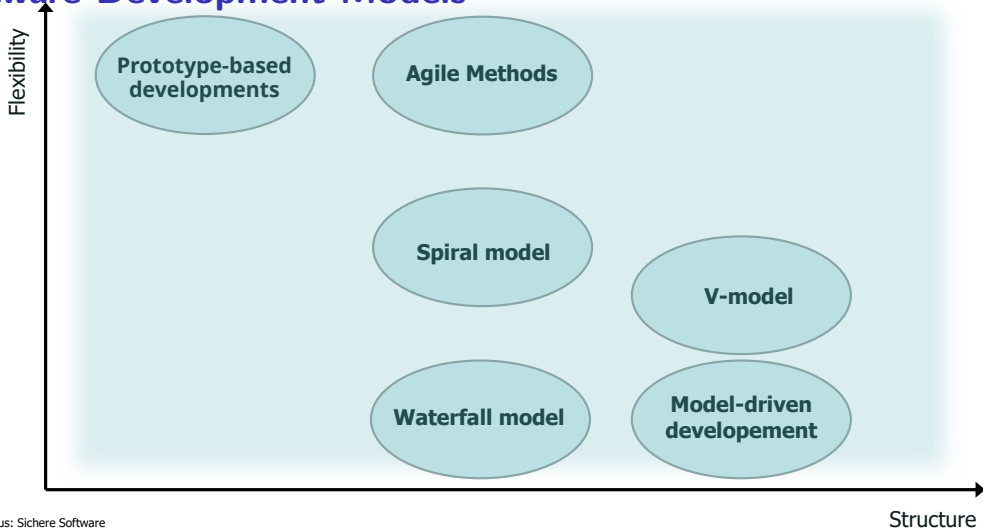 Software Development Models
Flexibility
Prototype-based
developments
Agile Methods
Spiral model
V-model
Waterfall model
Model-driven
developement
us: Sichere Software
Structure